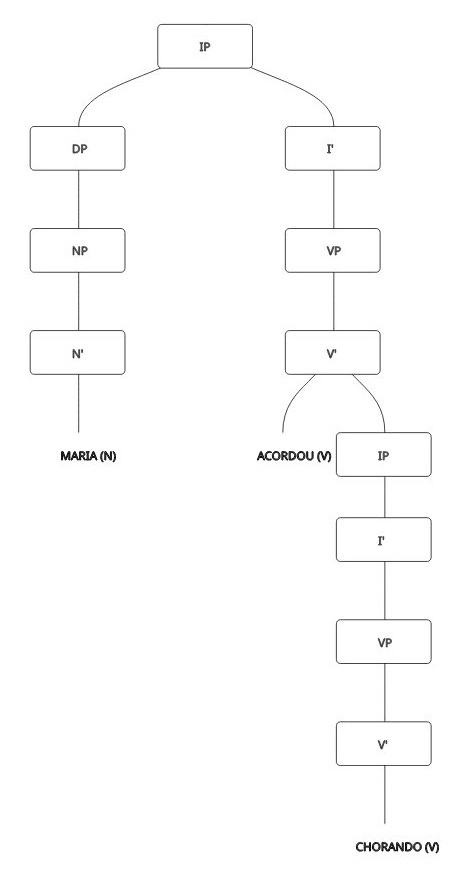 IP
DP
I'
NP
VP
N'
V'
MARIA (N)
ACORDOU (V)
IP
I'
VP
V'
CHORANDO (V)